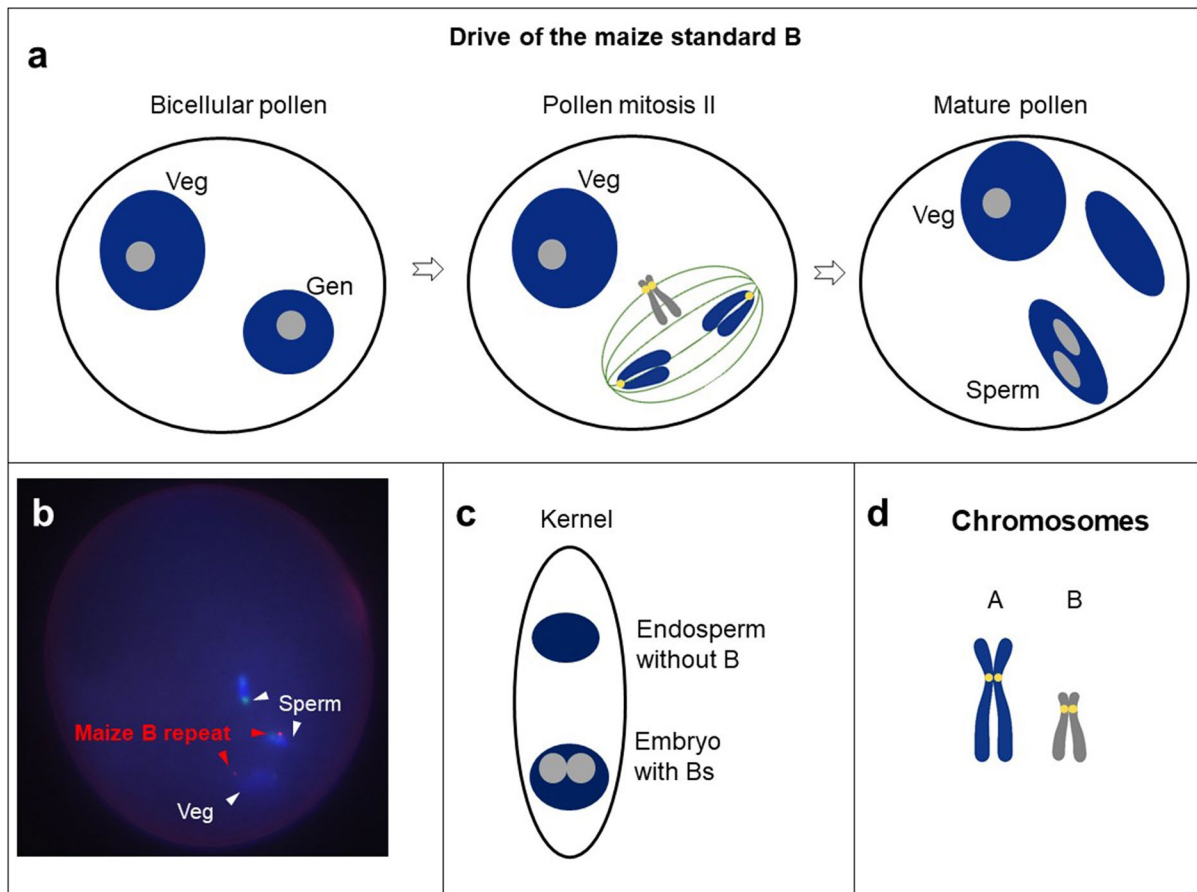 Drive of the maize standard B
a
Bicellular pollen
Pollen mitosis II
Mature pollen
Veg
Gen
Veg
Veg
Sperm
b
Sperm
Maize B repeat
Veg
c
Kernel
Endosperm
without B
Embryo
with Bs
d
Chromosomes
A
B